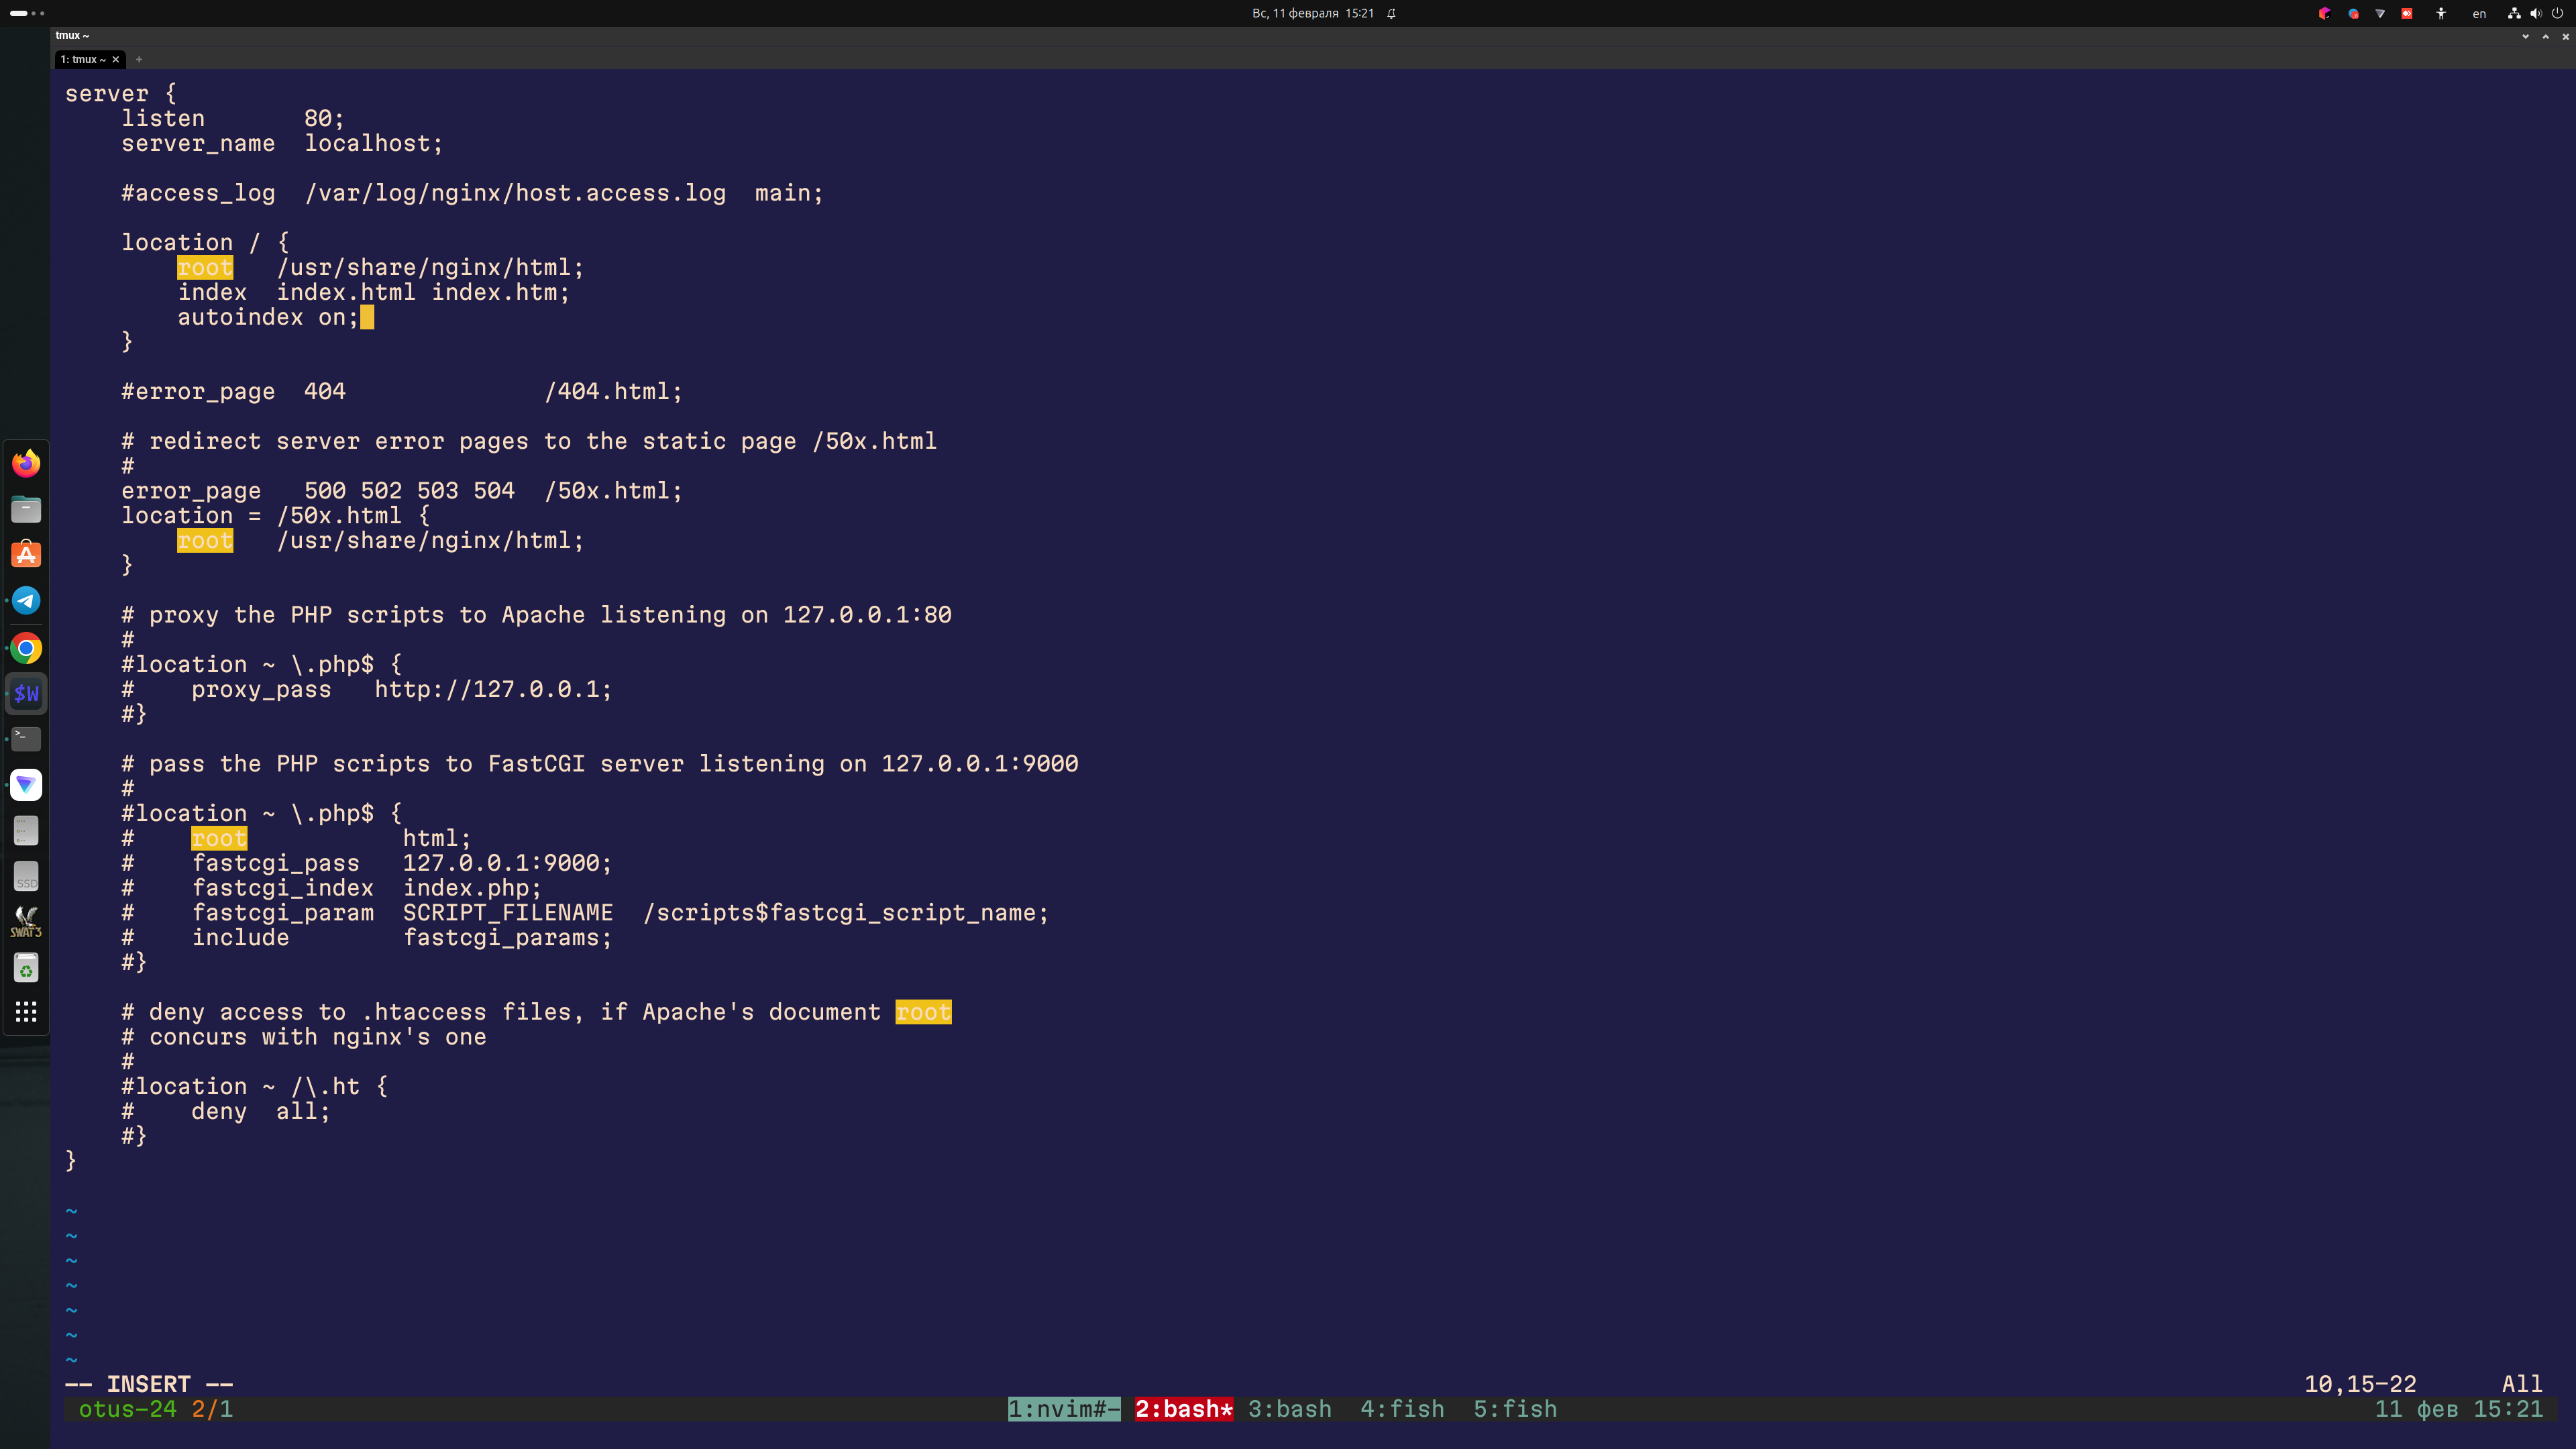 Вс, 11 февраля 15:21
en
tmux ~
1: tmux ~ × +
server {
    listen       80;
    server_name  localhost;

    #access_log  /var/log/nginx/host.access.log  main;

    location / {
        root   /usr/share/nginx/html;
        index  index.html index.htm;
        autoindex on;
    }

    #error_page  404              /404.html;

    # redirect server error pages to the static page /50x.html
    #
    error_page   500 502 503 504  /50x.html;
    location = /50x.html {
        root   /usr/share/nginx/html;
    }

    # proxy the PHP scripts to Apache listening on 127.0.0.1:80
    #
    #location ~ \.php$ {
    #    proxy_pass   http://127.0.0.1;
    #}

    # pass the PHP scripts to FastCGI server listening on 127.0.0.1:9000
    #
    #location ~ \.php$ {
    #    root           html;
    #    fastcgi_pass   127.0.0.1:9000;
    #    fastcgi_index  index.php;
    #    fastcgi_param  SCRIPT_FILENAME  /scripts$fastcgi_script_name;
    #    include        fastcgi_params;
    #}

    # deny access to .htaccess files, if Apache's document root
    # concurs with nginx's one
    #
    #location ~ /\.ht {
    #    deny  all;
    #}
}

~
~
~
~
~
~
~
-- INSERT --                    10,15-22      All
otus-24 2/1    1:nvim#- 2:bash* 3:bash  4:fish  5:fish    11 фев 15:21
$W
>_
SSD
SWAT3